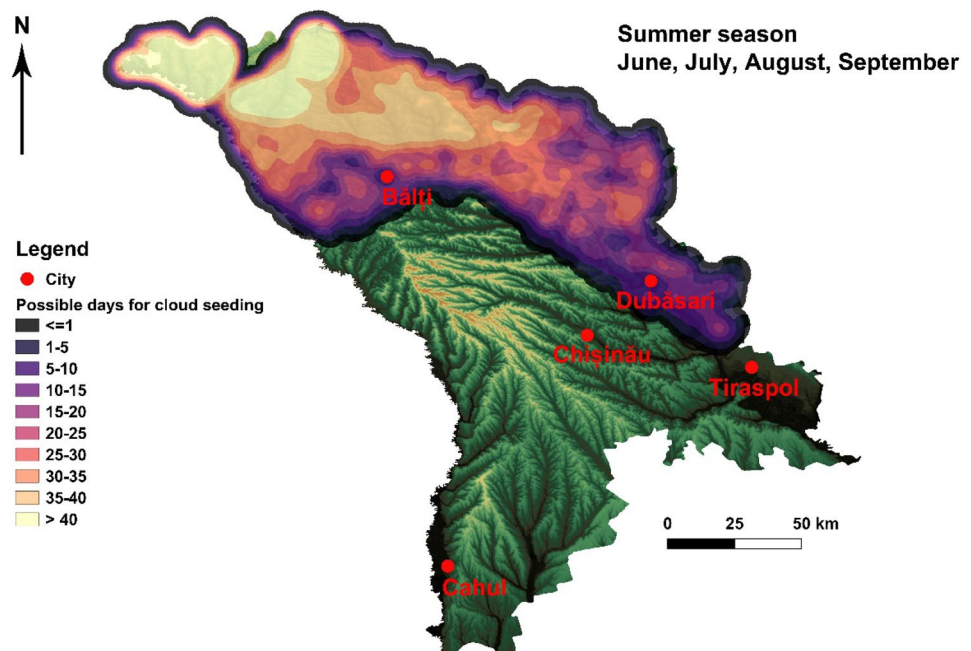 N
Summer season
June, July, August, September
Bălți
Legend
City
Possible days for cloud seeding
<=1
1-5
5-10
10-15
15-20
20-25
25-30
30-35
35-40
> 40
Dubăsari
Chișinău
Tiraspol
0 25 50 km
Cahul